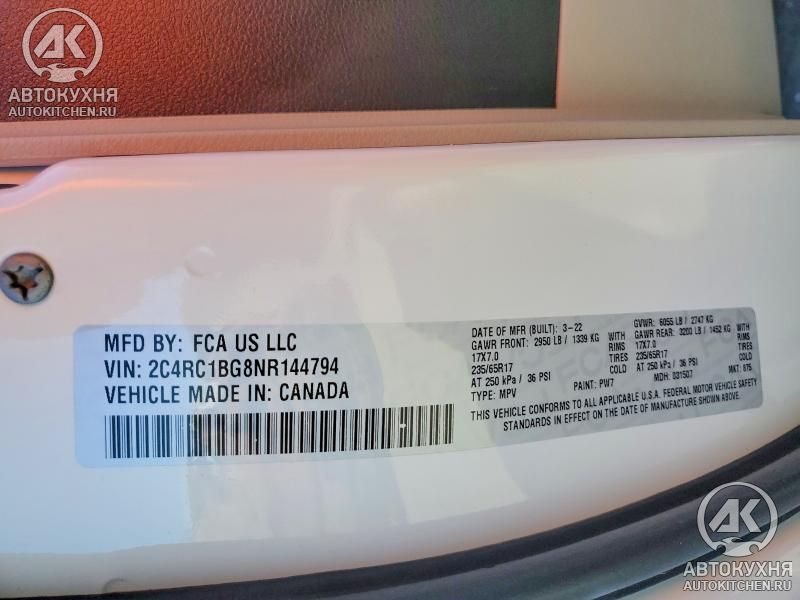 AK
АВТОКУХНЯ
AUTOKITCHEN.RU
MFD BY: FCA US LLC
VIN: 2C4RC1BG8NR144794
VEHICLE MADE IN: CANADA
DATE OF MFR (BUILT): 3-22 GVWR: 6055 LB / 2747 KG
GAWR FRONT: 2950 LB / 1339 KG TIRES GAWR REAR: 3200 LB / 1452 KG TIRES
17X7.0 RIMS 17X7.0 RIMS
235/65R17 COLD 235/65R17 COLD
AT 250 kPa / 36 PSI AT 250 kPa / 36 PSI
TYPE: MPV PAINT: PW7 MDH: 031507 MKT: 875
THIS VEHICLE CONFORMS TO ALL APPLICABLE U.S.A. FEDERAL MOTOR VEHICLE SAFETY
STANDARDS IN EFFECT ON THE DATE OF MANUFACTURE SHOWN ABOVE.
AK
АВТОКУХНЯ
AUTOKITCHEN.RU